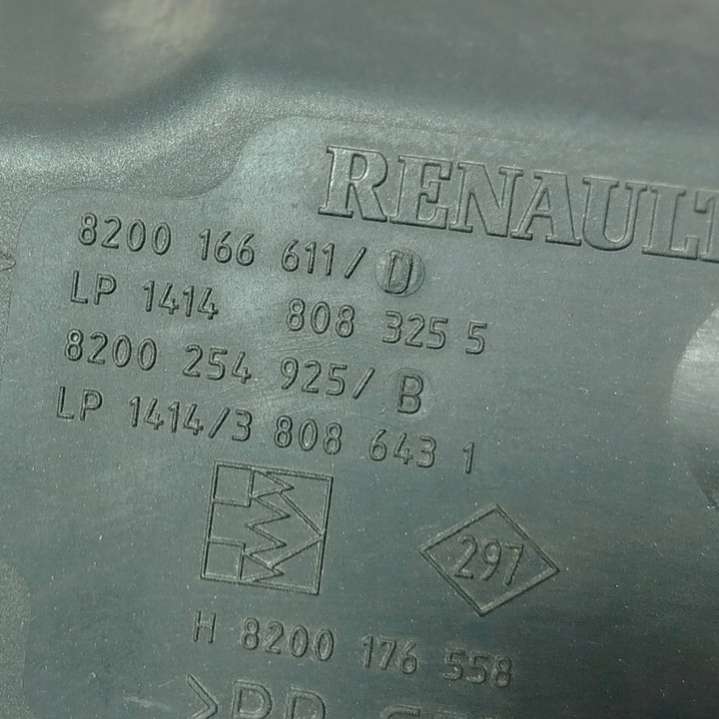 RENAULT
8200 166 611/D
LP 1414 808 325 5
8200 254 925/B
LP 1414/3 808 643 1
297
H 8200 176 558